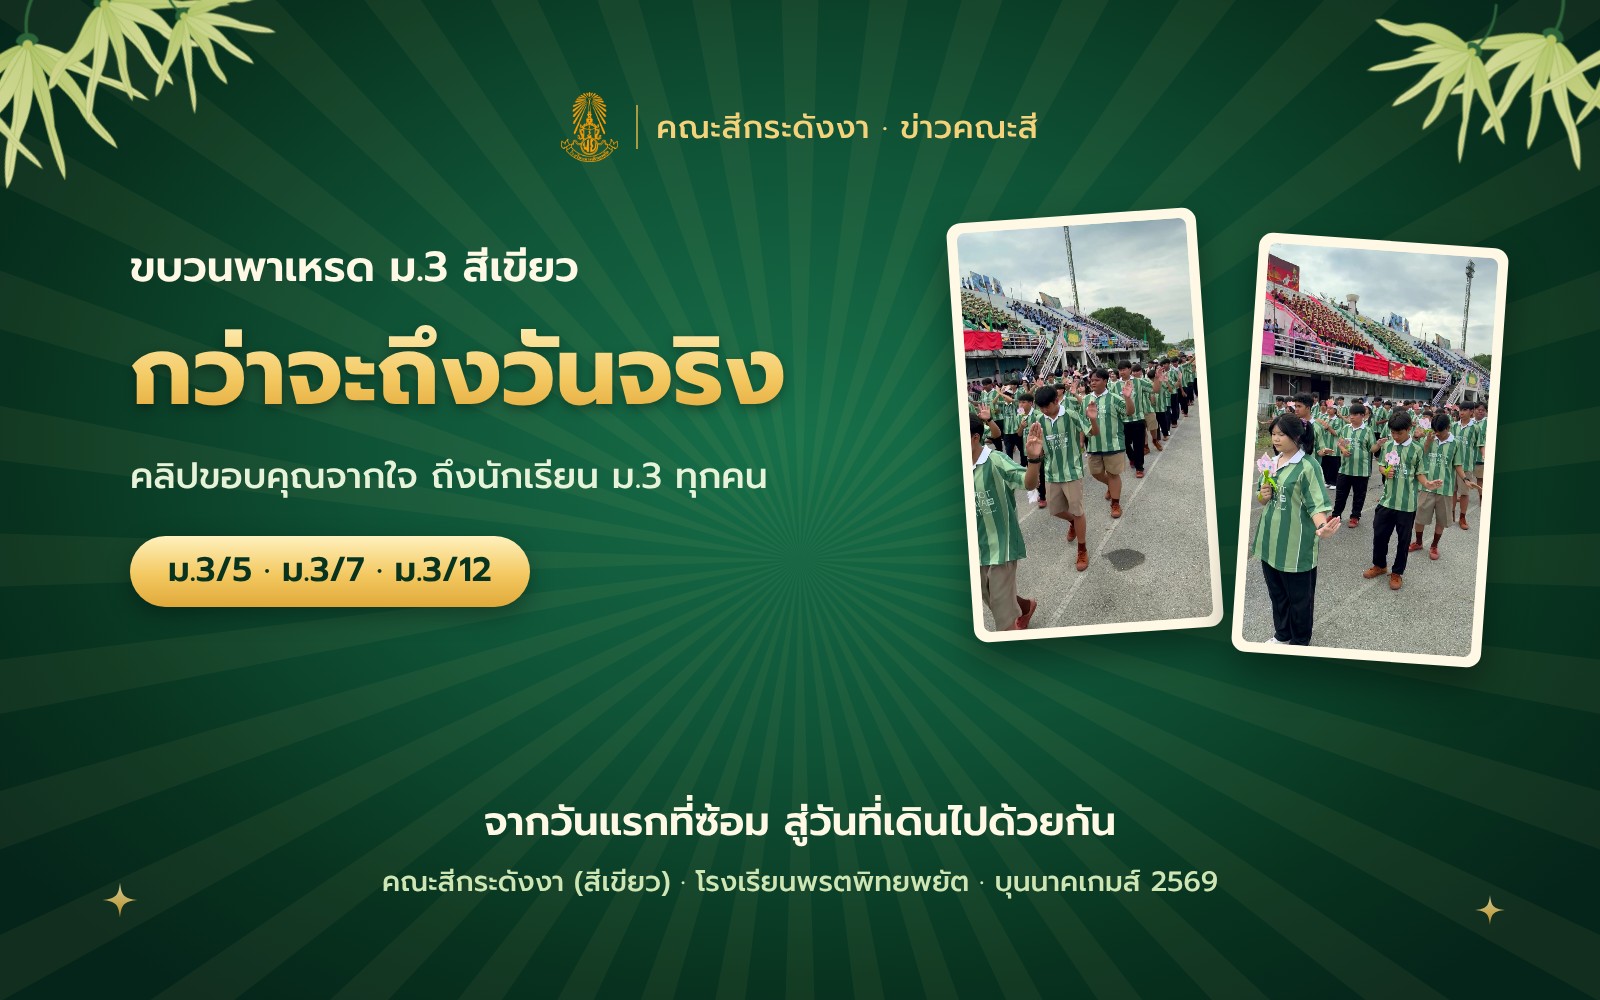 คณะสีกระดังงา · ข่าวคณะสี
ขบวนพาเหรด ม.3 สีเขียว
กว่าจะถึงวันจริง
คลิปขอบคุณจากใจ ถึงนักเรียน ม.3 ทุกคน
ม.3/5 · ม.3/7 · ม.3/12
จากวันแรกที่ซ้อม สู่วันที่เดินไปด้วยกัน
คณะสีกระดังงา (สีเขียว) · โรงเรียนพรตพิทยพยัต · บุนนาคเกมส์ 2569